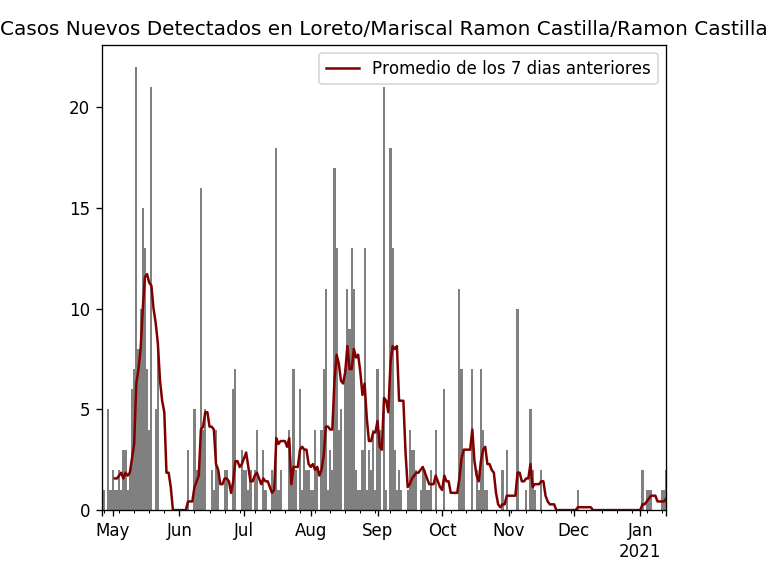 Casos Nuevos Detectados en Loreto/Mariscal Ramon Castilla/Ramon Castilla
Promedio de los 7 dias anteriores
20
15
10
5
0
May Jun Jul Aug Sep Oct Nov Dec Jan
2021